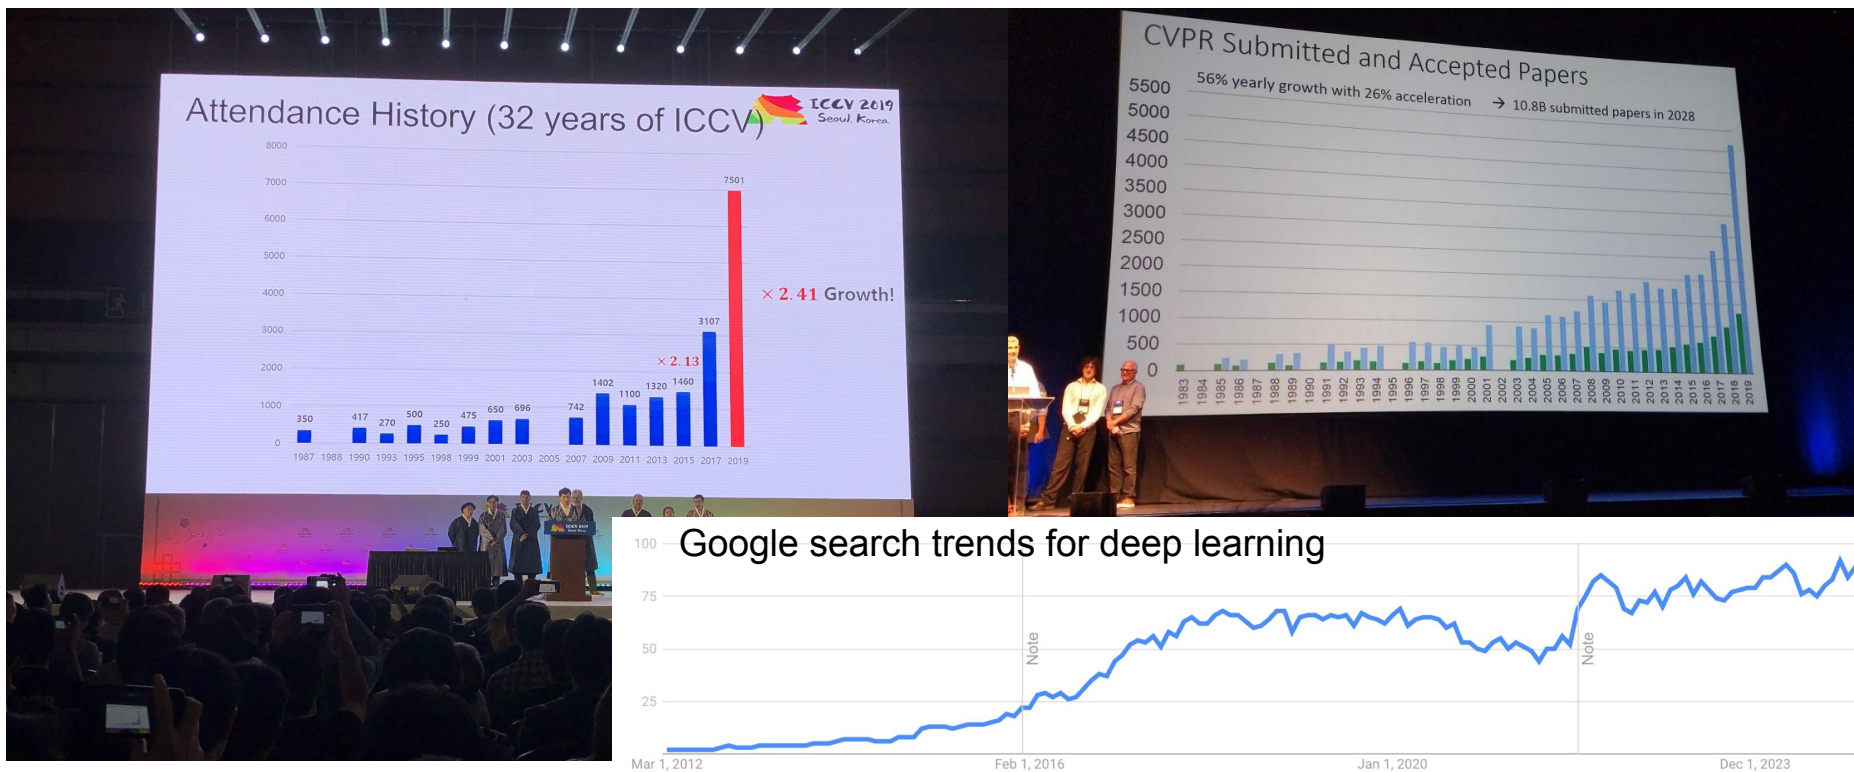 Attendance History (32 years of ICCV)
ICCV 2019
Seoul, Korea
8000
7000
6000
5000
4000
3000
2000
1000
0
350
417
270
500
250
475
650
696
742
1402
1100
1320
1460
3107
7501
× 2.13
× 2.41 Growth!
1987 1988 1990 1993 1995 1998 1999 2001 2003 2005 2007 2009 2011 2013 2015 2017 2019
ICCV 2019
CVPR Submitted and Accepted Papers
56% yearly growth with 26% acceleration → 10.8B submitted papers in 2028
5500
5000
4500
4000
3500
3000
2500
2000
1500
1000
500
0
1983 1984 1985 1986 1987 1988 1989 1990 1991 1992 1993 1994 1995 1996 1997 1998 1999 2000 2001 2002 2003 2004 2005 2006 2007 2008 2009 2010 2011 2012 2013 2014 2015 2016 2017 2018 2019
Google search trends for deep learning
100
75
50
25
Note
Note
Mar 1, 2012
Feb 1, 2016
Jan 1, 2020
Dec 1, 2023